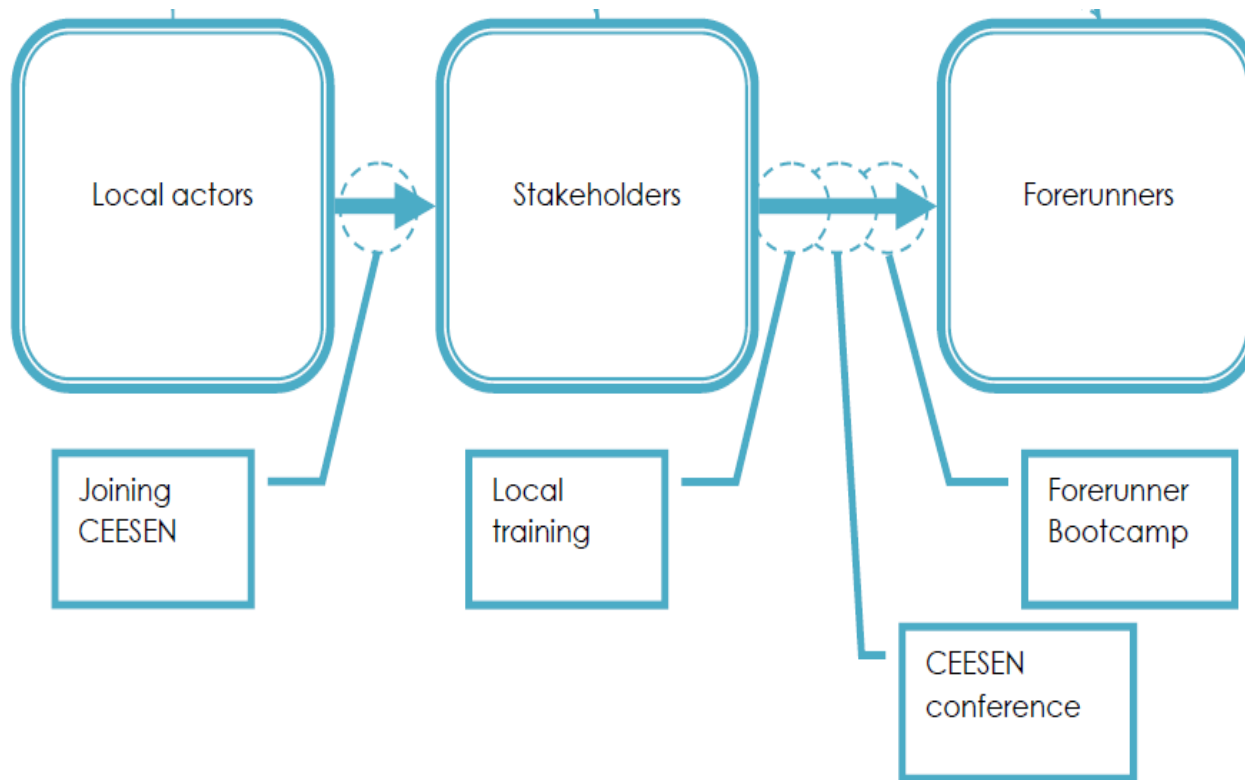 Local actors
Stakeholders
Forerunners
Joining
CEESEN
Local
training
Forerunner
Bootcamp
CEESEN
conference